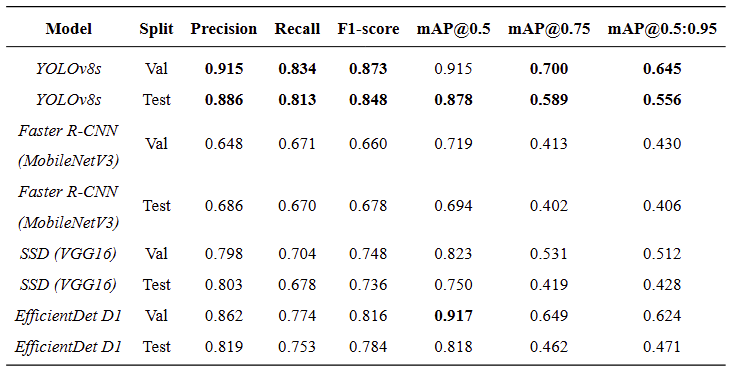 Model Split Precision Recall F1-score mAP@0.5 mAP@0.75 mAP@0.5:0.95
YOLOv8s Val 0.915 0.834 0.873 0.915 0.700 0.645
YOLOv8s Test 0.886 0.813 0.848 0.878 0.589 0.556
Faster R-CNN
(MobileNetV3) Val 0.648 0.671 0.660 0.719 0.413 0.430
Faster R-CNN
(MobileNetV3) Test 0.686 0.670 0.678 0.694 0.402 0.406
SSD (VGG16) Val 0.798 0.704 0.748 0.823 0.531 0.512
SSD (VGG16) Test 0.803 0.678 0.736 0.750 0.419 0.428
EfficientDet D1 Val 0.862 0.774 0.816 0.917 0.649 0.624
EfficientDet D1 Test 0.819 0.753 0.784 0.818 0.462 0.471